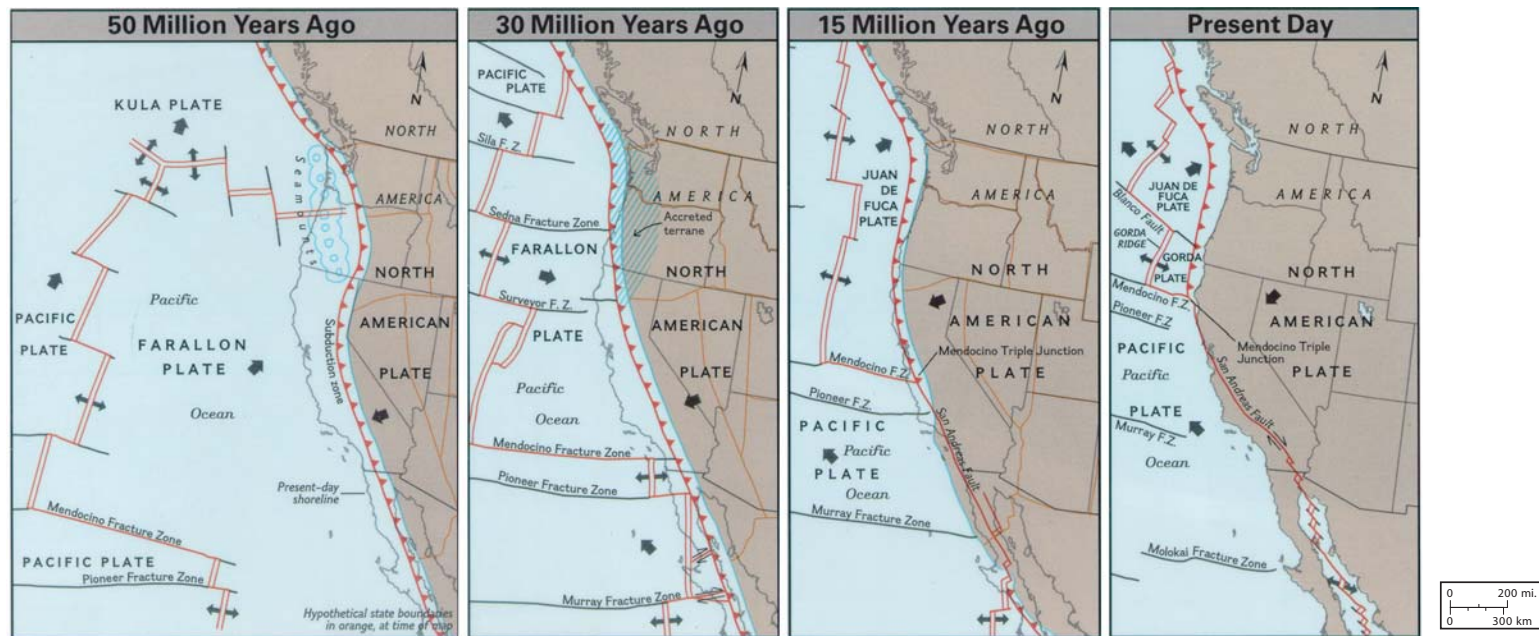 50 Million Years Ago
KULA PLATE
N
NORTH
Seamounts
AMERICA
NORTH
Pacific
PACIFIC
PLATE
FARALLON
PLATE
AMERICAN
Subduction zone
PLATE
Ocean
Present-day
shoreline
Mendocino Fracture Zone
PACIFIC PLATE
Pioneer Fracture Zone
Hypothetical state boundaries
in orange, at time of map
30 Million Years Ago
PACIFIC
PLATE
N
Sila F. Z.
NORTH
AMERICA
Sedna Fracture Zone
Accreted
terrane
FARALLON
NORTH
Surveyor F. Z.
PLATE
AMERICAN
Pacific
PLATE
Ocean
Mendocino Fracture Zone
Pioneer Fracture Zone
Murray Fracture Zone
15 Million Years Ago
N
NORTH
JUAN
DE
FUCA
PLATE
AMERICA
NORTH
AMERICAN
Mendocino Triple Junction
Mendocino F.Z.
PLATE
Pioneer F.Z.
San Andreas Fault
PACIFIC
Pacific
PLATE
Ocean
Murray Fracture Zone
Present Day
N
NORTH
JUAN DE
FUCA
PLATE
AMERICA
Blanco Fault
GORDA
RIDGE
GORDA
PLATE
NORTH
Mendocino F.Z.
Pioneer F.Z
AMERICAN
PACIFIC
Mendocino Triple
Junction
Pacific
San Andreas Fault
PLATE
PLATE
Murray F.Z.
Ocean
Molokai Fracture Zone
0 200 mi.
0 300 km